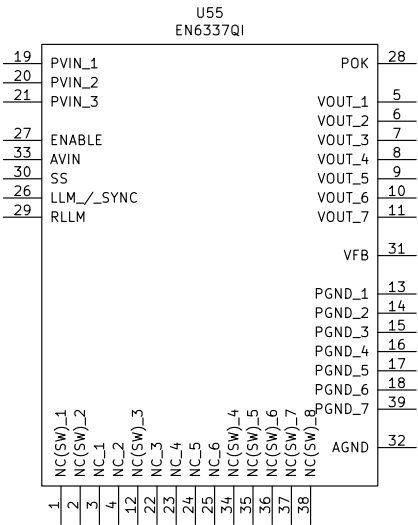 U55
EN6337QI
19 PVIN_1 POK 28
20 PVIN_2
21 PVIN_3 VOUT_1 5
VOUT_2 6
27 ENABLE VOUT_3 7
33 AVIN VOUT_4 8
30 SS VOUT_5 9
26 LLM_/_SYNC VOUT_6 10
29 RLLM VOUT_7 11
VFB 31
PGND_1 13
PGND_2 14
PGND_3 15
PGND_4 16
PGND_5 17
PGND_6 18
PGND_7 39
AGND 32
1 NC(SW)_1
2 NC(SW)_2
3 NC_1
4 NC_2
12 NC(SW)_3
22 NC_3
23 NC_4
24 NC_5
25 NC_6
34 NC(SW)_4
35 NC(SW)_5
36 NC(SW)_6
37 NC(SW)_7
38 NC(SW)_8